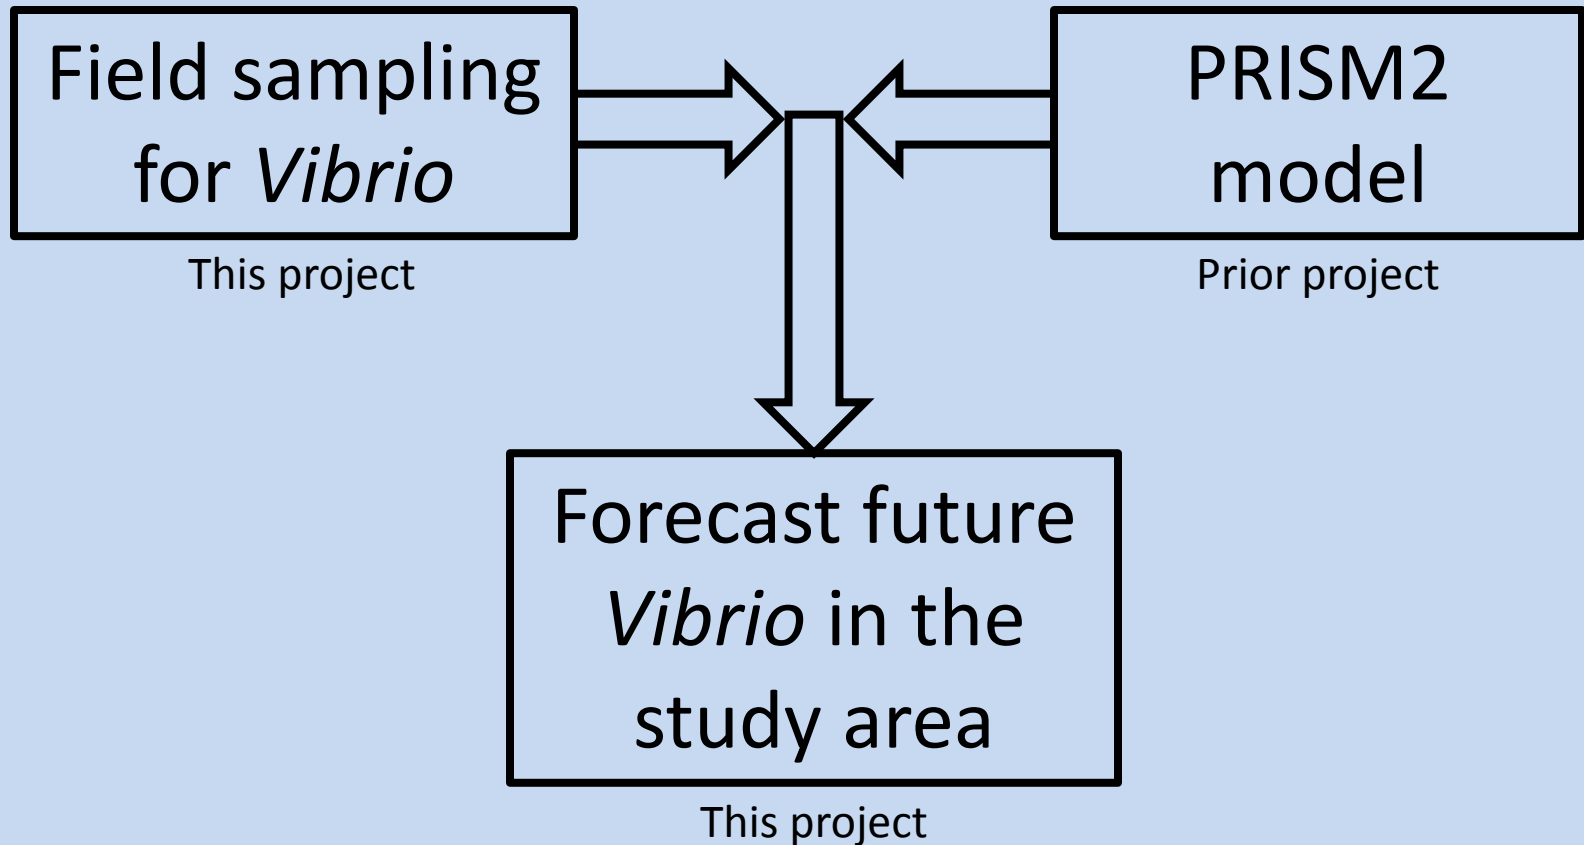 Field sampling
for Vibrio
This project
PRISM2
model
Prior project
Forecast future
Vibrio in the
study area
This project